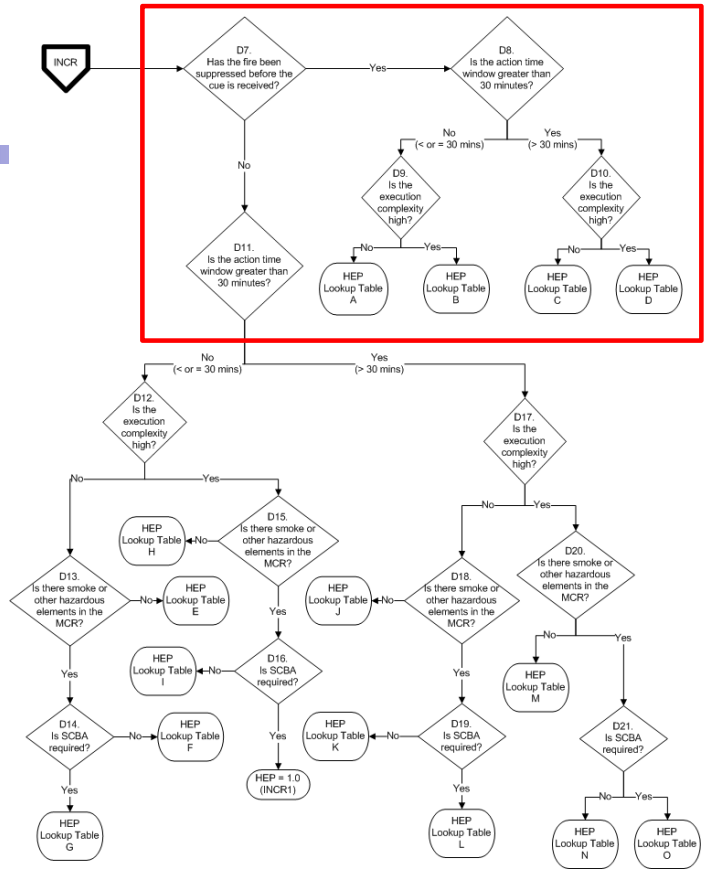 INCR
D7.
Has the fire been
suppressed before the
cue is received?
Yes
D8.
Is the action time
window greater than
30 minutes?
No
(< or = 30 mins)
Yes
(> 30 mins)
D9.
Is the
execution
complexity
high?
D10.
Is the
execution
complexity
high?
No
Yes
No
Yes
HEP
Lookup Table
A
HEP
Lookup Table
B
HEP
Lookup Table
C
HEP
Lookup Table
D
No
D11.
Is the action time
window greater than
30 minutes?
No
(< or = 30 mins)
Yes
(> 30 mins)
D12.
Is the
execution
complexity
high?
D17.
Is the
execution
complexity
high?
No
Yes
No
Yes
D15.
Is there smoke or
other hazardous
elements in the
MCR?
No
HEP
Lookup Table
H
D13.
Is there smoke or
other hazardous
elements in the
MCR?
No
HEP
Lookup Table
E
Yes
Yes
D16.
Is SCBA
required?
No
HEP
Lookup Table
I
D14.
Is SCBA
required?
No
HEP
Lookup Table
F
Yes
HEP = 1.0
(INCR1)
Yes
HEP
Lookup Table
G
D18.
Is there smoke or
other hazardous
elements in the
MCR?
No
HEP
Lookup Table
J
D20.
Is there smoke or
other hazardous
elements in the
MCR?
No
Yes
HEP
Lookup Table
M
Yes
D19.
Is SCBA
required?
No
HEP
Lookup Table
K
Yes
HEP
Lookup Table
L
D21.
Is SCBA
required?
No
Yes
HEP
Lookup Table
N
HEP
Lookup Table
O